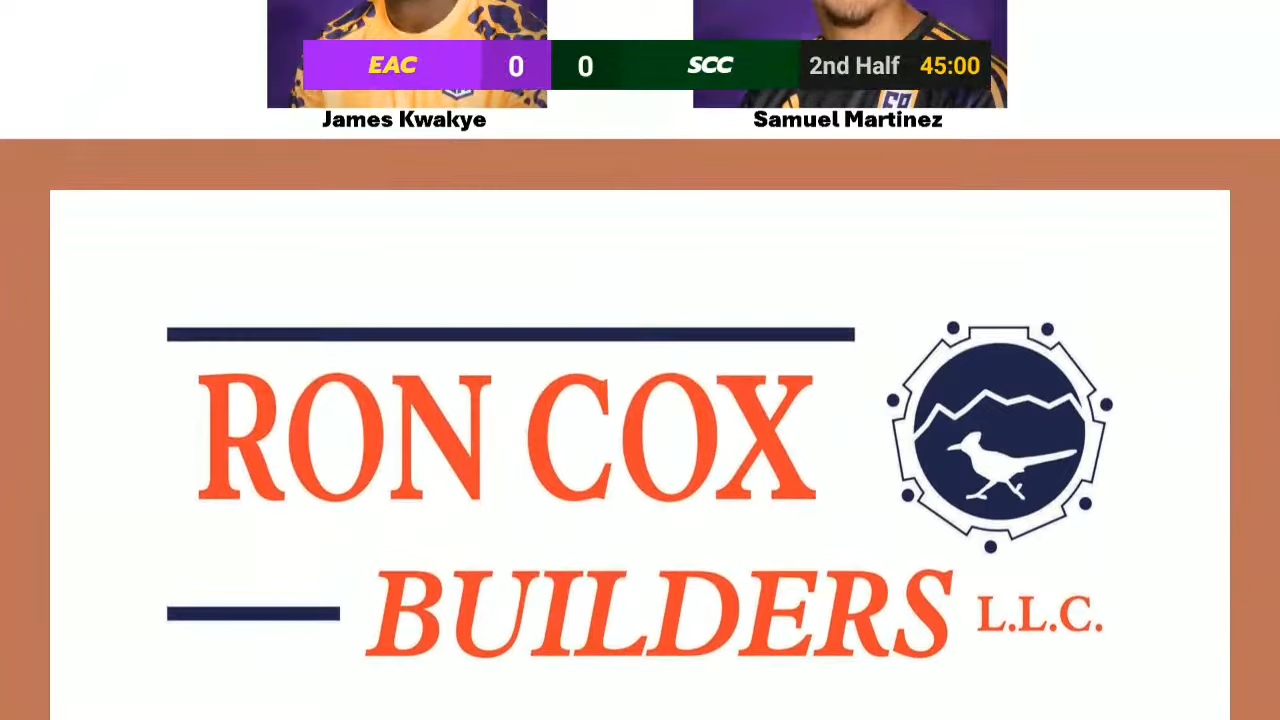 EAC 0 0 SCC 2nd Half 45:00
James Kwakye Samuel Martinez
RON COX
BUILDERS L.L.C.